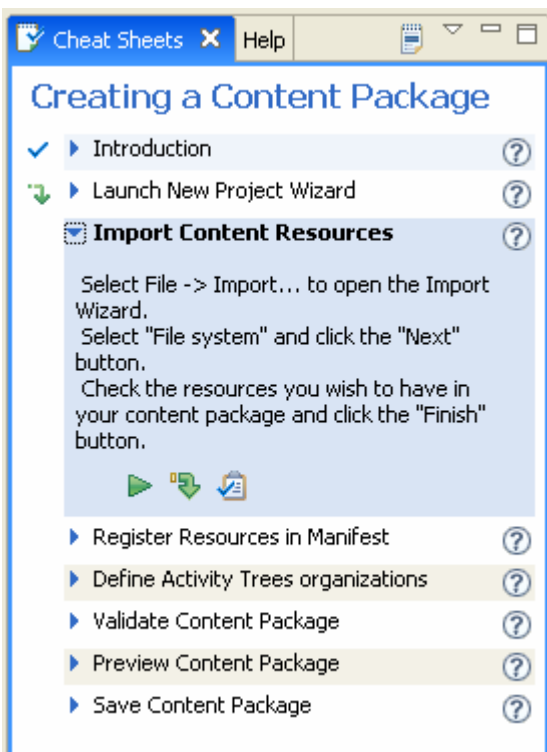 Cheat Sheets Help
Creating a Content Package
Introduction
Launch New Project Wizard
Import Content Resources
Select File -> Import... to open the Import
Wizard.
Select "File system" and click the "Next"
button.
Check the resources you wish to have in
your content package and click the "Finish"
button.
Register Resources in Manifest
Define Activity Trees organizations
Validate Content Package
Preview Content Package
Save Content Package